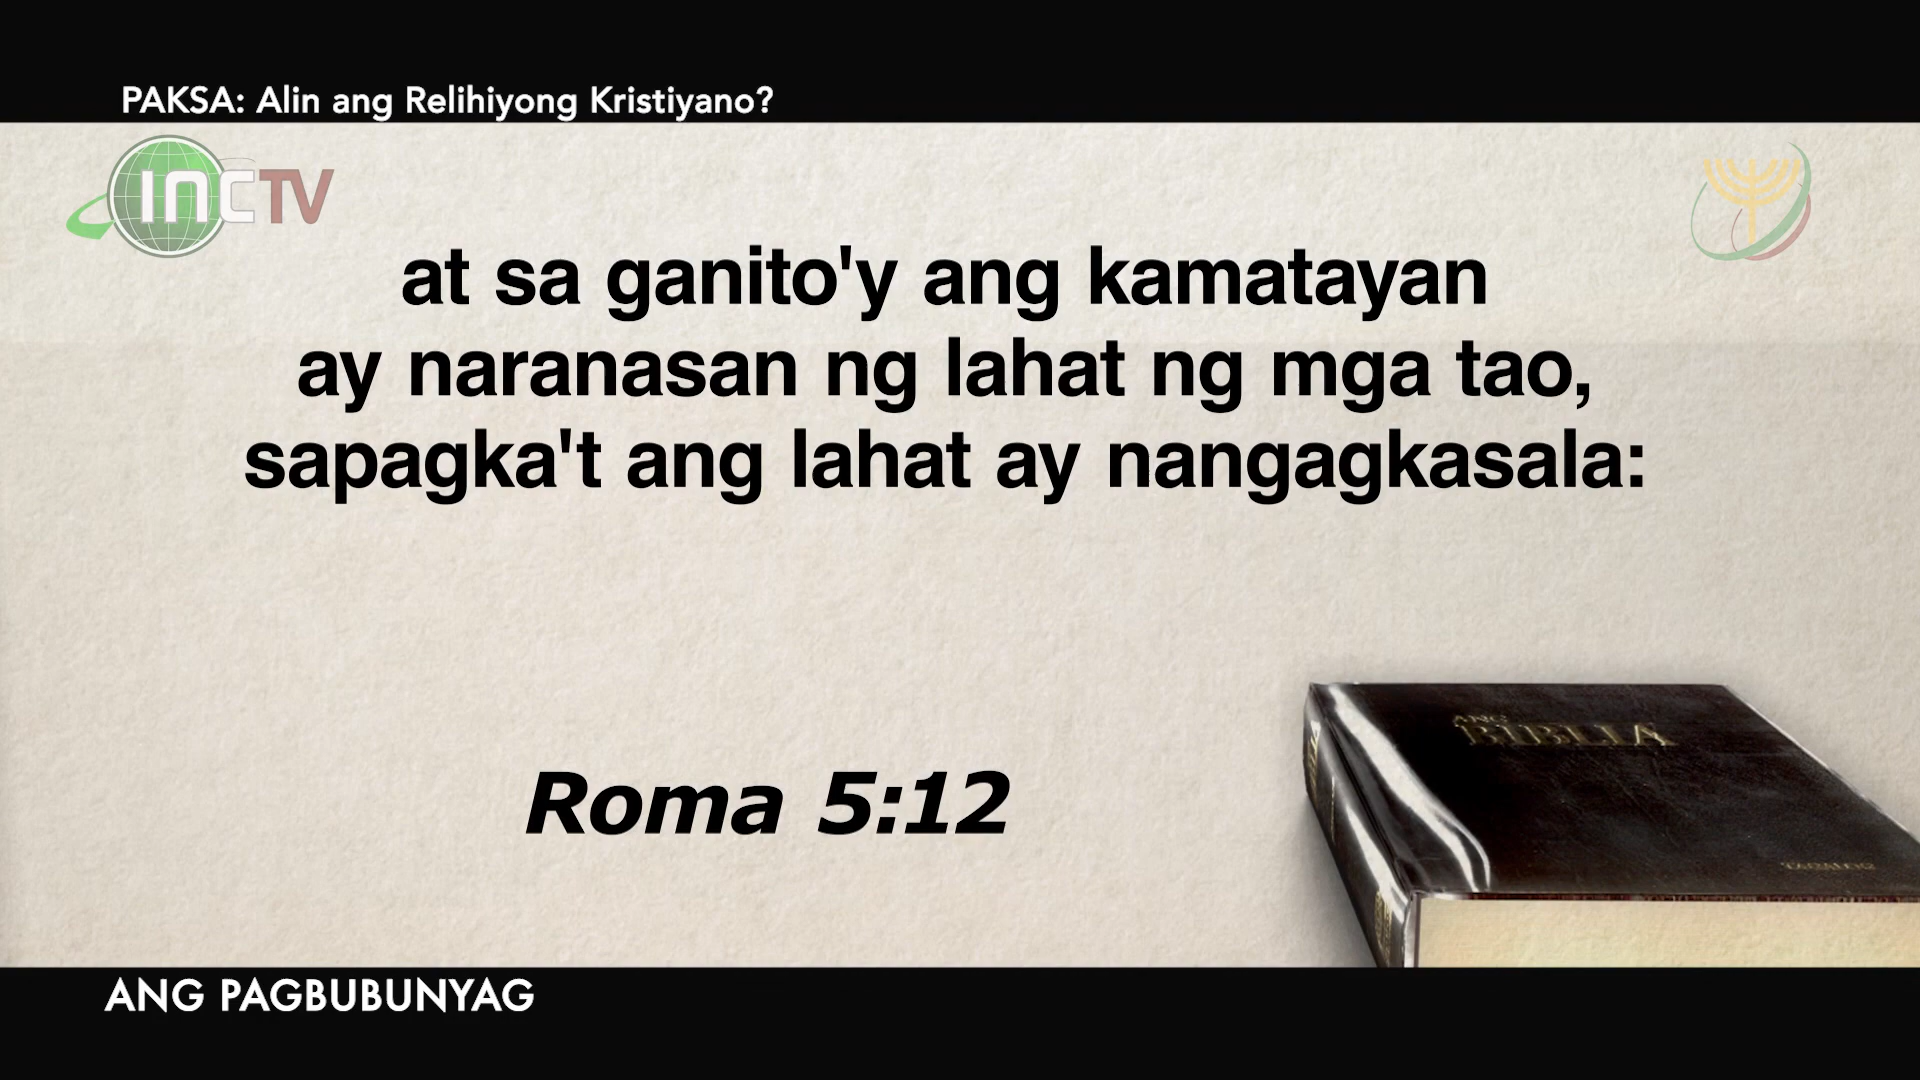 PAKSA: Alin ang Relihiyong Kristiyano?
INCTV
at sa ganito'y ang kamatayan
ay naranasan ng lahat ng mga tao,
sapagka't ang lahat ay nangagkasala:
Roma 5:12
ANG
BIBLIA
TAGALOG
ANG PAGBUBUNYAG